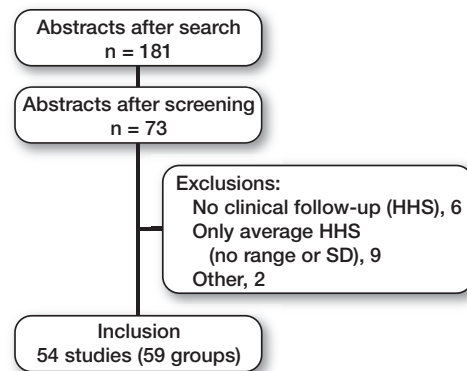 Abstracts after search
n = 181
Abstracts after screening
n = 73
Exclusions:
No clinical follow-up (HHS), 6
Only average HHS
(no range or SD), 9
Other, 2
Inclusion
54 studies (59 groups)